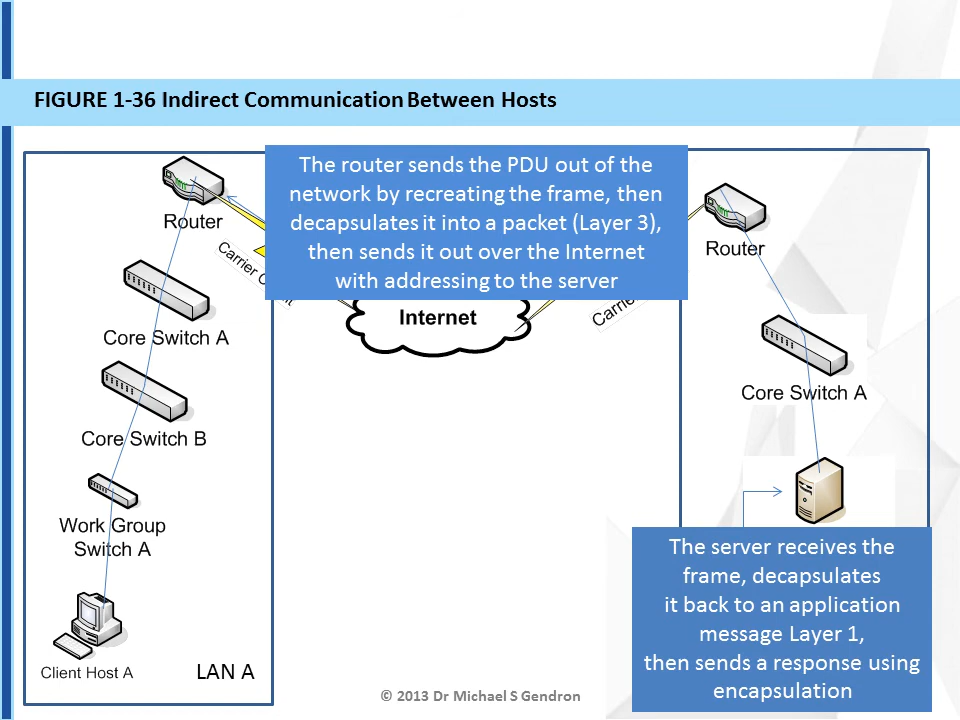 FIGURE 1-36 Indirect Communication Between Hosts
The router sends the PDU out of the
network by recreating the frame, then
decapsulates it into a packet (Layer 3),
then sends it out over the Internet
with addressing to the server
Router
Carrier
Core Switch A
Core Switch B
Work Group
Switch A
Client Host A
LAN A
Internet
Carrier
Router
Core Switch A
The server receives the
frame, decapsulates
it back to an application
message Layer 1,
then sends a response using
encapsulation
© 2013 Dr Michael S Gendron